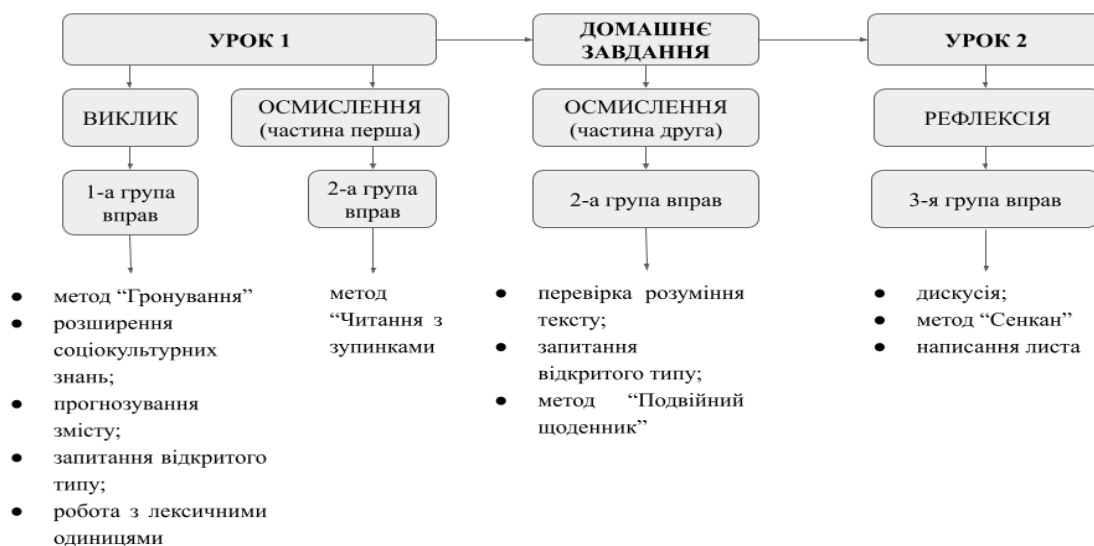 УРОК 1
ДОМАШНЄ
ЗАВДАННЯ
УРОК 2
ВИКЛИК
ОСМИСЛЕННЯ
(частина перша)
ОСМИСЛЕННЯ
(частина друга)
РЕФЛЕКСІЯ
1-а група
вправ
2-а група
вправ
2-а група вправ
3-я група вправ
● метод “Гронування”
● розширення
соціокультурних
знань;
● прогнозування
змісту;
● запитання відкритого
типу;
● робота з лексичними
одиницями
метод
“Читання з
зупинками
● перевірка розуміння
тексту;
● запитання
відкритого типу;
● метод “Подвійний
щоденник”
● дискусія;
● метод “Сенкан”
● написання листа